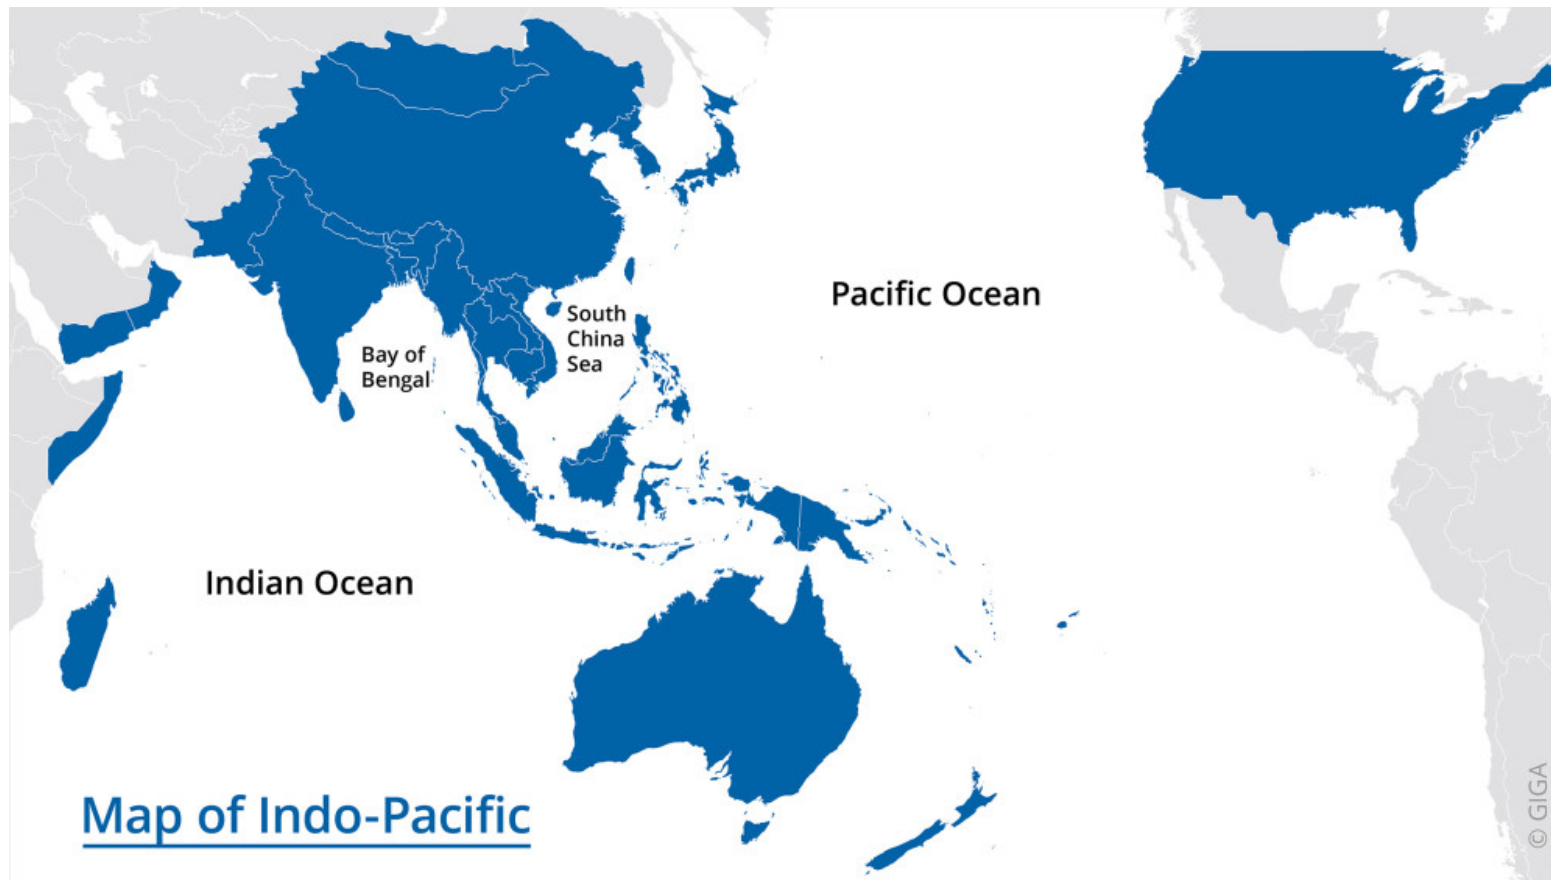 Pacific Ocean
South
China
Sea
Bay of
Bengal
Indian Ocean
Map of Indo-Pacific
© GIGA